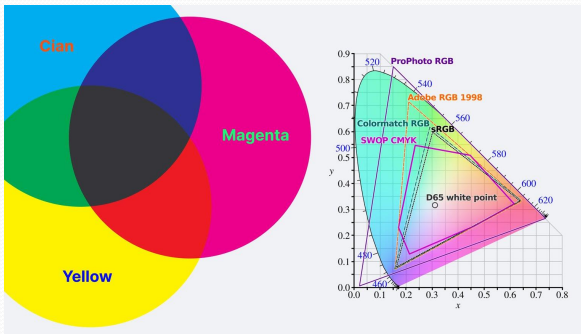 Cian
Magenta
Yellow
0.9
0.8
0.7
0.6
0.5
0.4
0.3
0.2
0.1
0.0
y
0.0
0.1
0.2
0.3
0.4
0.5
0.6
0.7
0.8
x
ProPhoto RGB
520
540
Adobe RGB 1998
560
Colormatch RGB
sRGB
SWOP CMYK
500
580
D65 white point
600
620
480
460